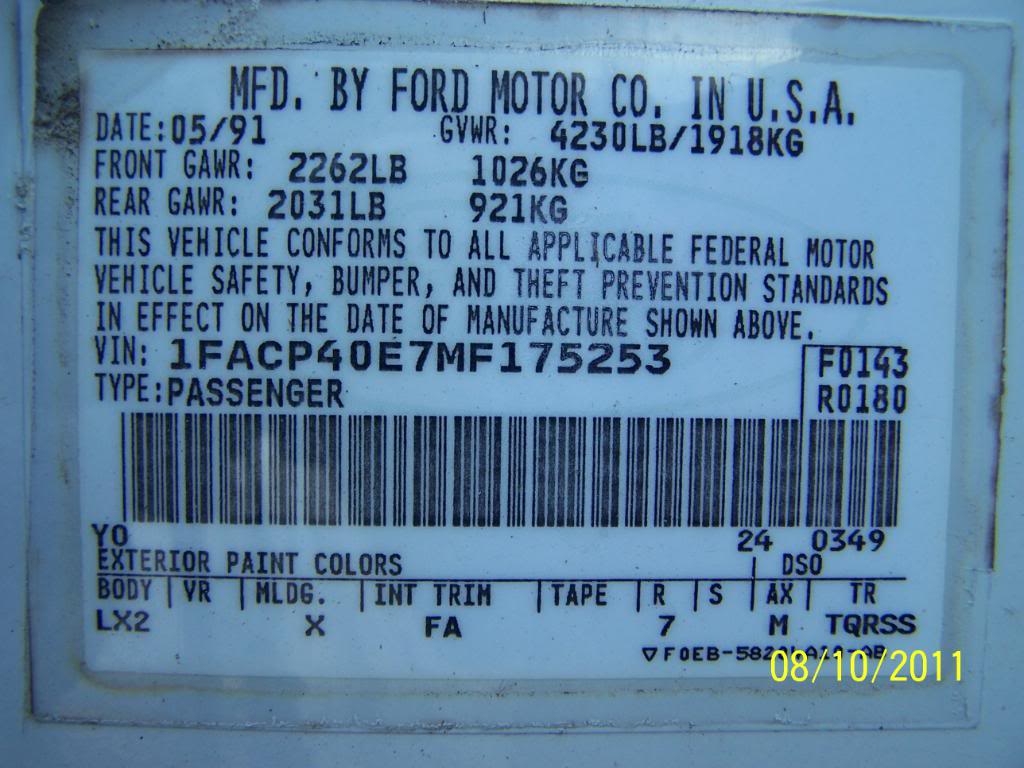 MFD. BY FORD MOTOR CO. IN U.S.A.
DATE: 05/91 GVWR: 4230LB/1918KG
FRONT GAWR: 2262LB 1026KG
REAR GAWR: 2031LB 921KG
THIS VEHICLE CONFORMS TO ALL APPLICABLE FEDERAL MOTOR
VEHICLE SAFETY, BUMPER, AND THEFT PREVENTION STANDARDS
IN EFFECT ON THE DATE OF MANUFACTURE SHOWN ABOVE.
VIN: 1FACP40E7MF175253 F0143
TYPE: PASSENGER R0180
YO 24 0349
EXTERIOR PAINT COLORS DSO
BODY VR MLDG. INT TRIM TAPE R S AX TR
LX2 X FA 7 M TQRSS
08/10/2011